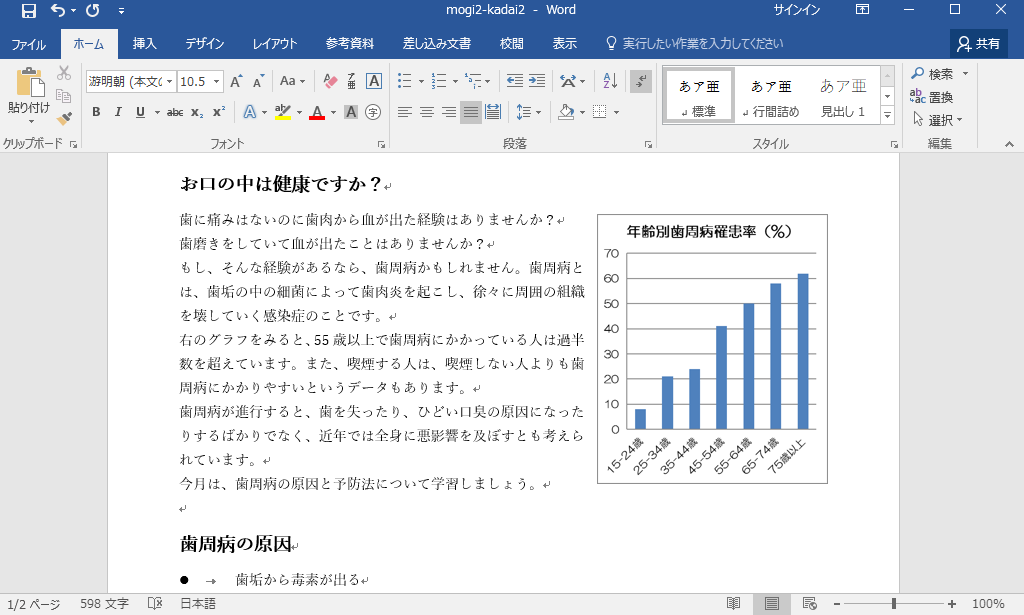 mogi2-kadai2 - Word
サインイン
ファイル ホーム 挿入 デザイン レイアウト 参考資料 差し込み文書 校閲 表示 実行したい作業を入力してください 共有
貼り付け
游明朝 (本文の 10.5 A A Aa ア亜 A
B I U abc x₂ x² A ab A A 字
あア亜 あア亜 あア亜
↲ 標準 ↲ 行間詰め 見出し 1
検索
置換
選択
クリップボード フォント 段落 スタイル 編集
お口の中は健康ですか？↵
歯に痛みはないのに歯肉から血が出た経験はありませんか？↵
歯磨きをしていて血が出たことはありませんか？↵
もし、そんな経験があるなら、歯周病かもしれません。歯周病と
は、歯垢の中の細菌によって歯肉炎を起こし、徐々に周囲の組織
を壊していく感染症のことです。↵
右のグラフをみると、55 歳以上で歯周病にかかっている人は過半
数を超えています。また、喫煙する人は、喫煙しない人よりも歯
周病にかかりやすいというデータもあります。↵
歯周病が進行すると、歯を失ったり、ひどい口臭の原因になった
りするばかりでなく、近年では全身に悪影響を及ぼすとも考えら
れています。↵
今月は、歯周病の原因と予防法について学習しましょう。↵
↵
年齢別歯周病罹患率（%）
70
60
50
40
30
20
10
0
15-24歳
25-34歳
35-44歳
45-54歳
55-64歳
65-74歳
75歳以上
歯周病の原因↵
● → 歯垢から毒素が出る↵
1/2 ページ 598 文字 日本語 100%